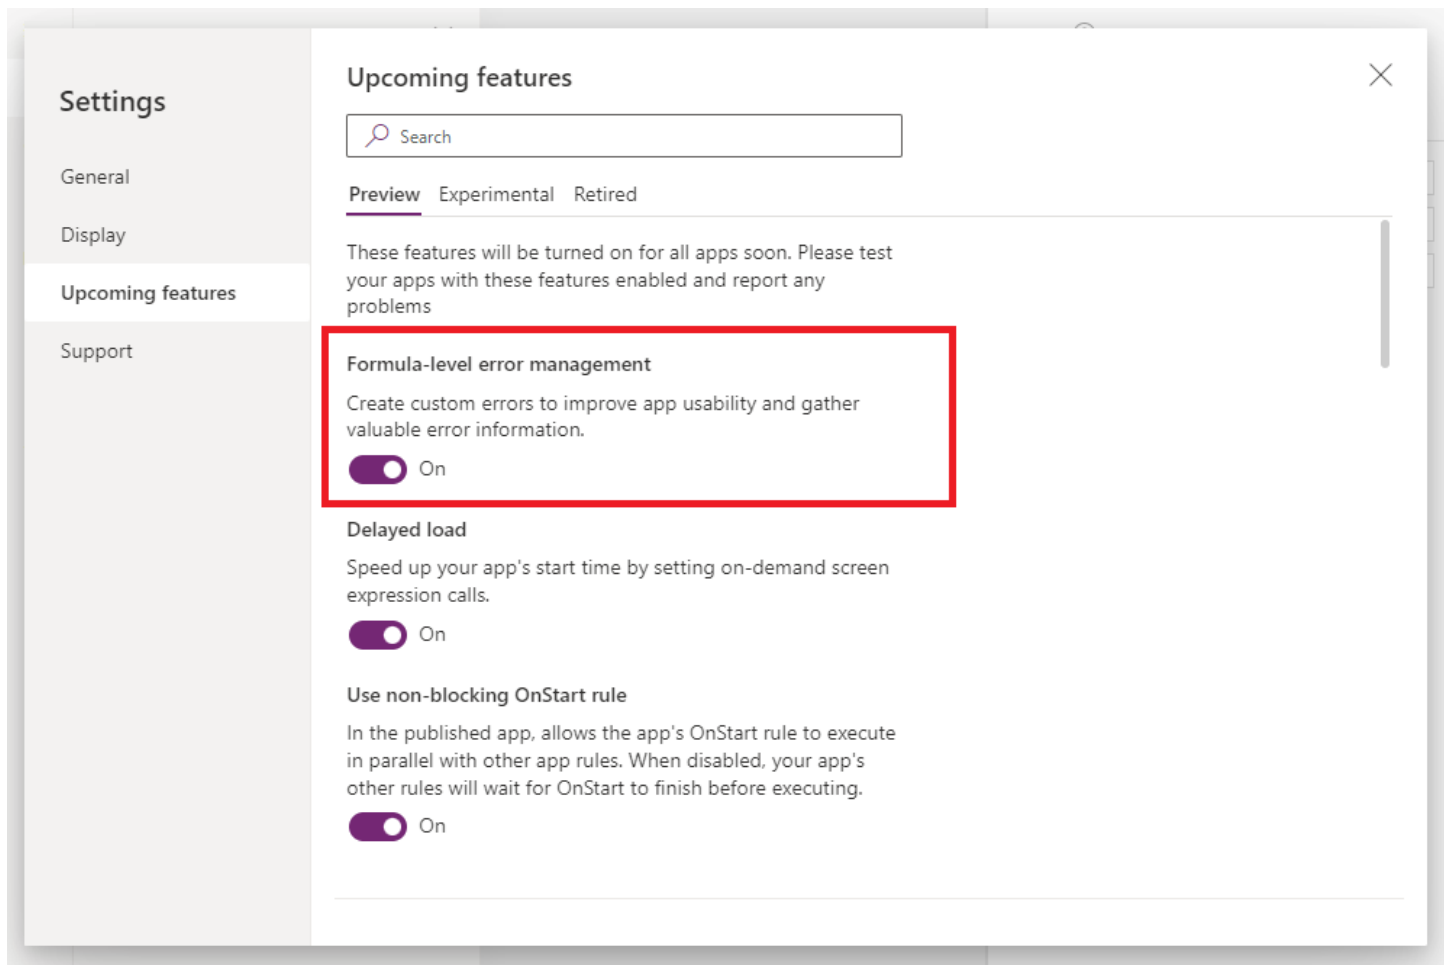 Settings
General
Display
Upcoming features
Support
Upcoming features
Search
Preview Experimental Retired
These features will be turned on for all apps soon. Please test
your apps with these features enabled and report any
problems
Formula-level error management
Create custom errors to improve app usability and gather
valuable error information.
On
Delayed load
Speed up your app's start time by setting on-demand screen
expression calls.
On
Use non-blocking OnStart rule
In the published app, allows the app's OnStart rule to execute
in parallel with other app rules. When disabled, your app's
other rules will wait for OnStart to finish before executing.
On